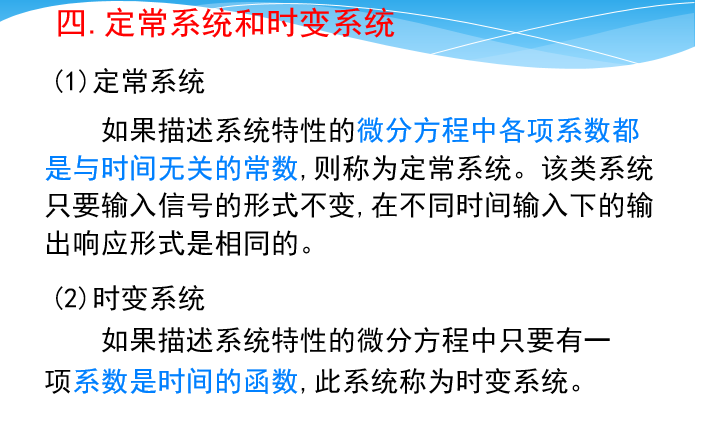 四.定常系统和时变系统
(1)定常系统
如果描述系统特性的微分方程中各项系数都
是与时间无关的常数,则称为定常系统。该类系统
只要输入信号的形式不变,在不同时间输入下的输
出响应形式是相同的。
(2)时变系统
如果描述系统特性的微分方程中只要有一
项系数是时间的函数,此系统称为时变系统。